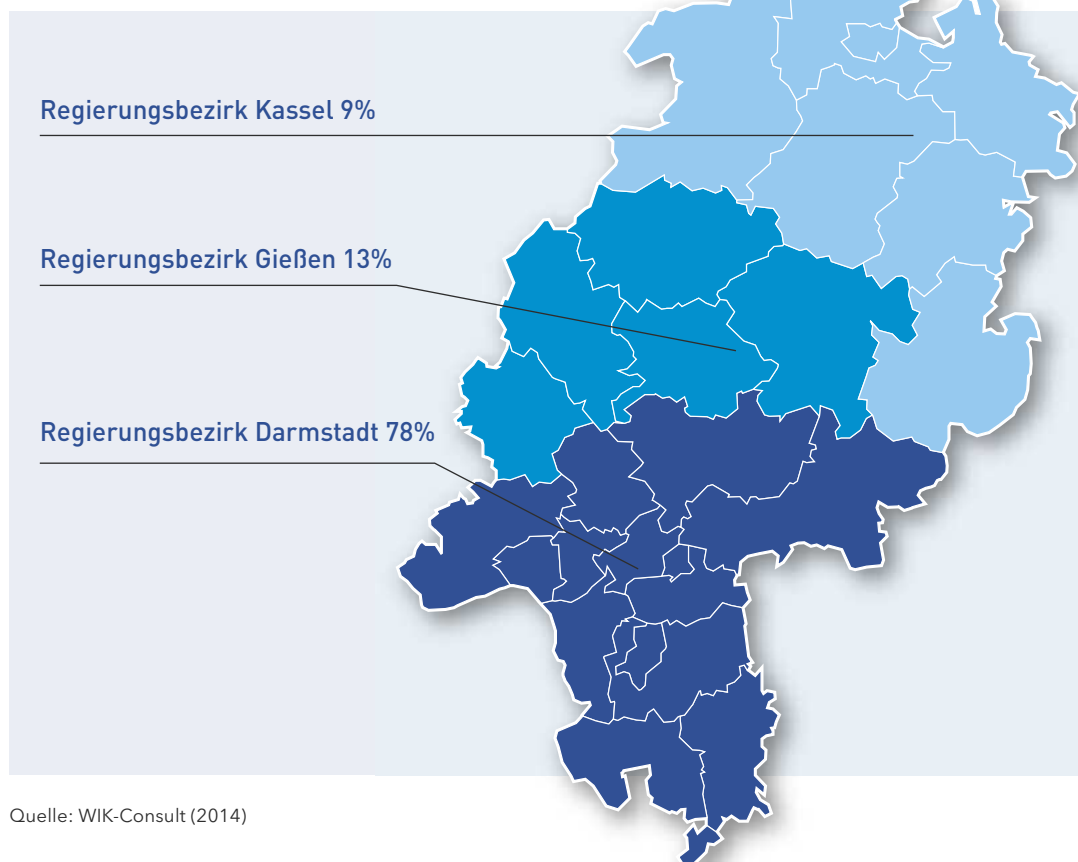 Regierungsbezirk Kassel 9%
Regierungsbezirk Gießen 13%
Regierungsbezirk Darmstadt 78%
Quelle: WIK-Consult (2014)